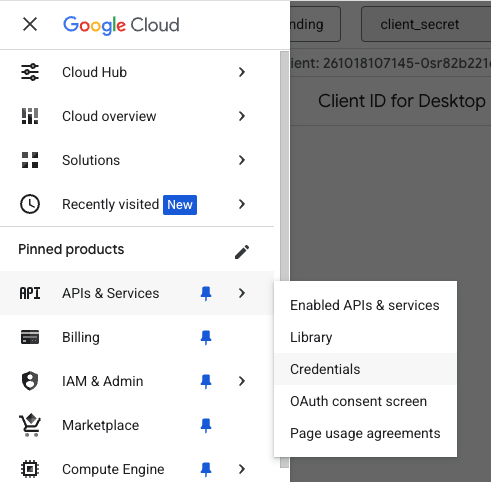 Google Cloud
nding
client_secret
Cloud Hub
ient: 261018107145-0sr82b221
Client ID for Desktop
Cloud overview
Solutions
Recently visited New
Pinned products
API APIs & Services
Enabled APIs & services
Billing
Library
Credentials
IAM & Admin
OAuth consent screen
Marketplace
Page usage agreements
Compute Engine